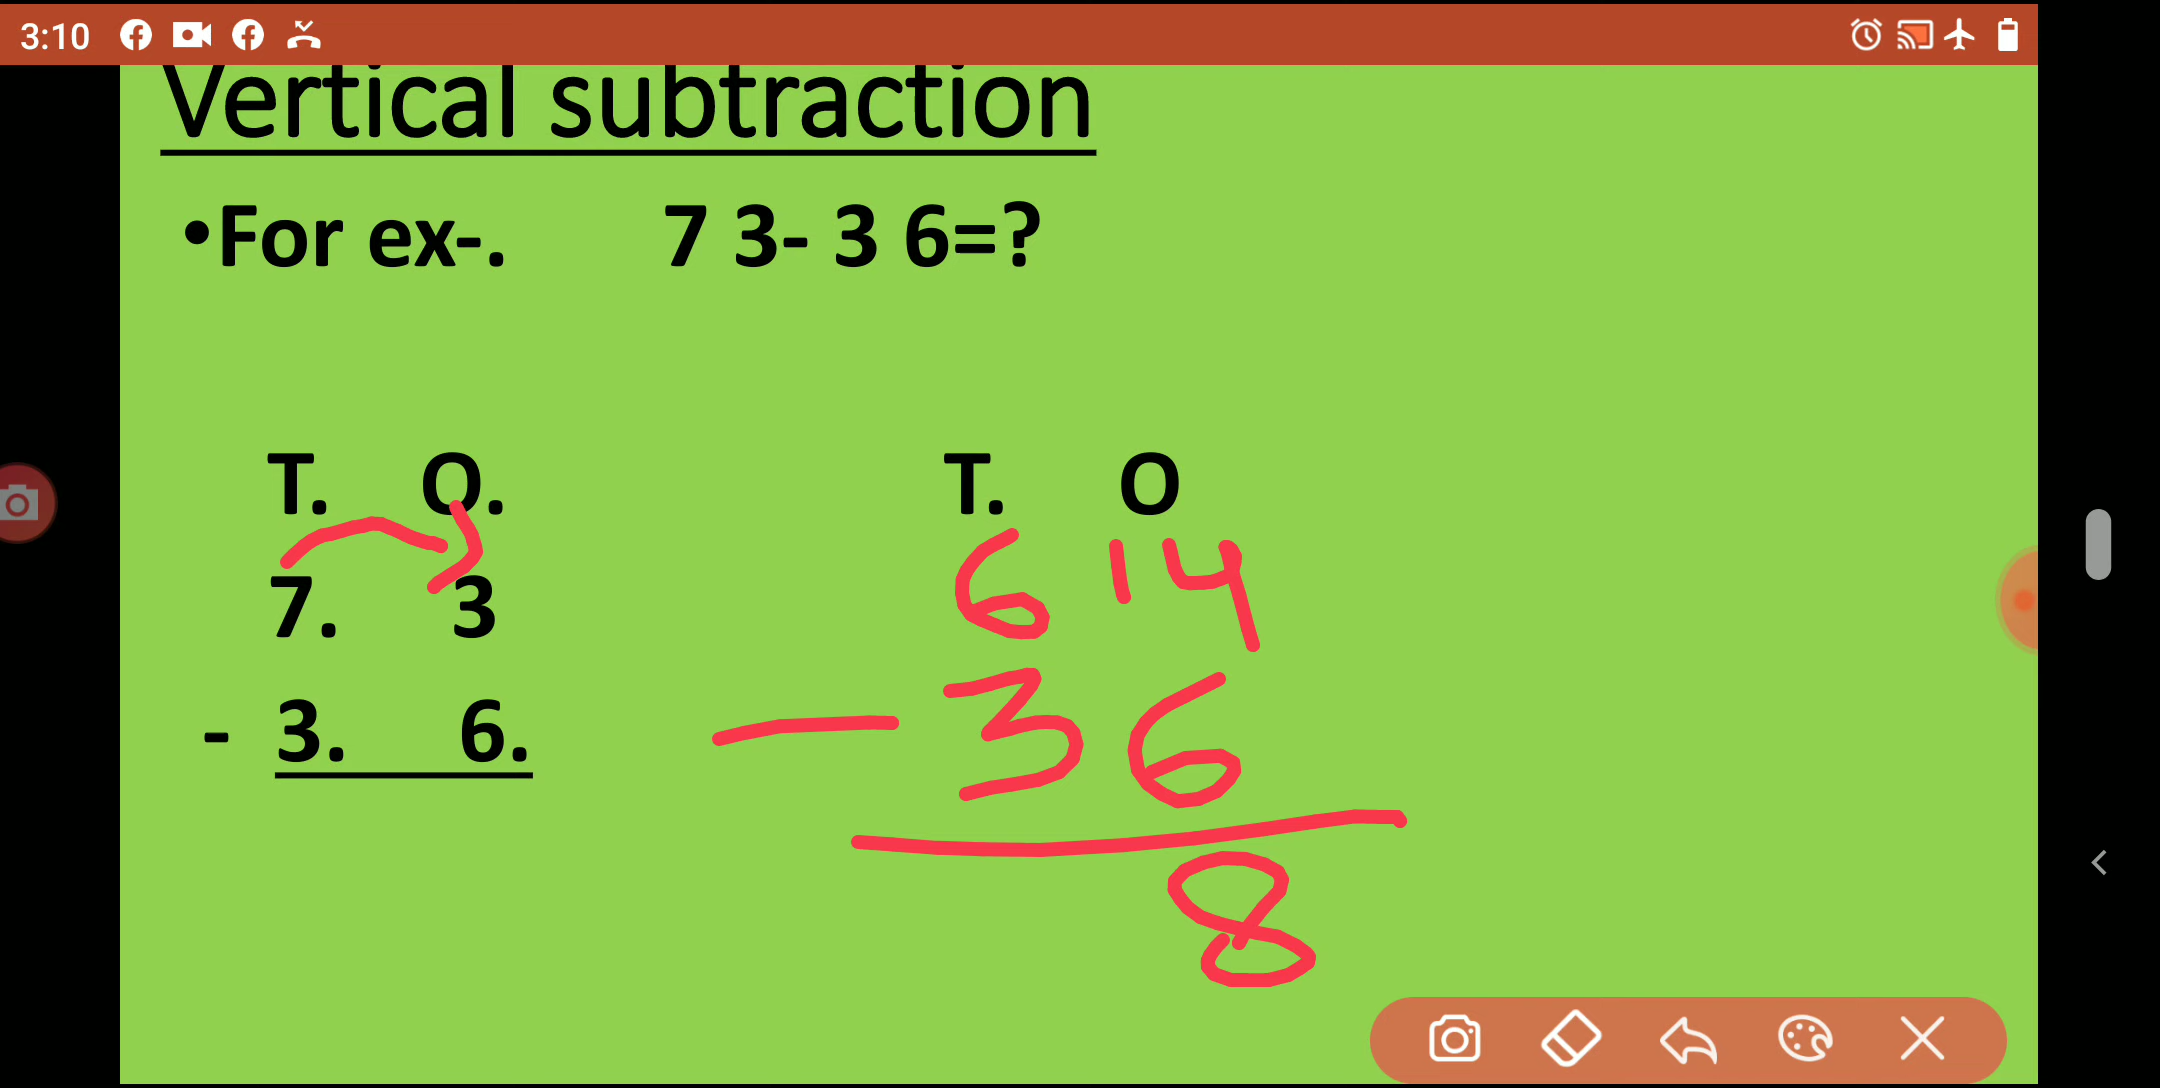 3:10
Vertical subtraction
•For ex-. 7 3- 3 6=?
T. O. T. O
7. 3 6 14
- 3. 6. - 3 6
8